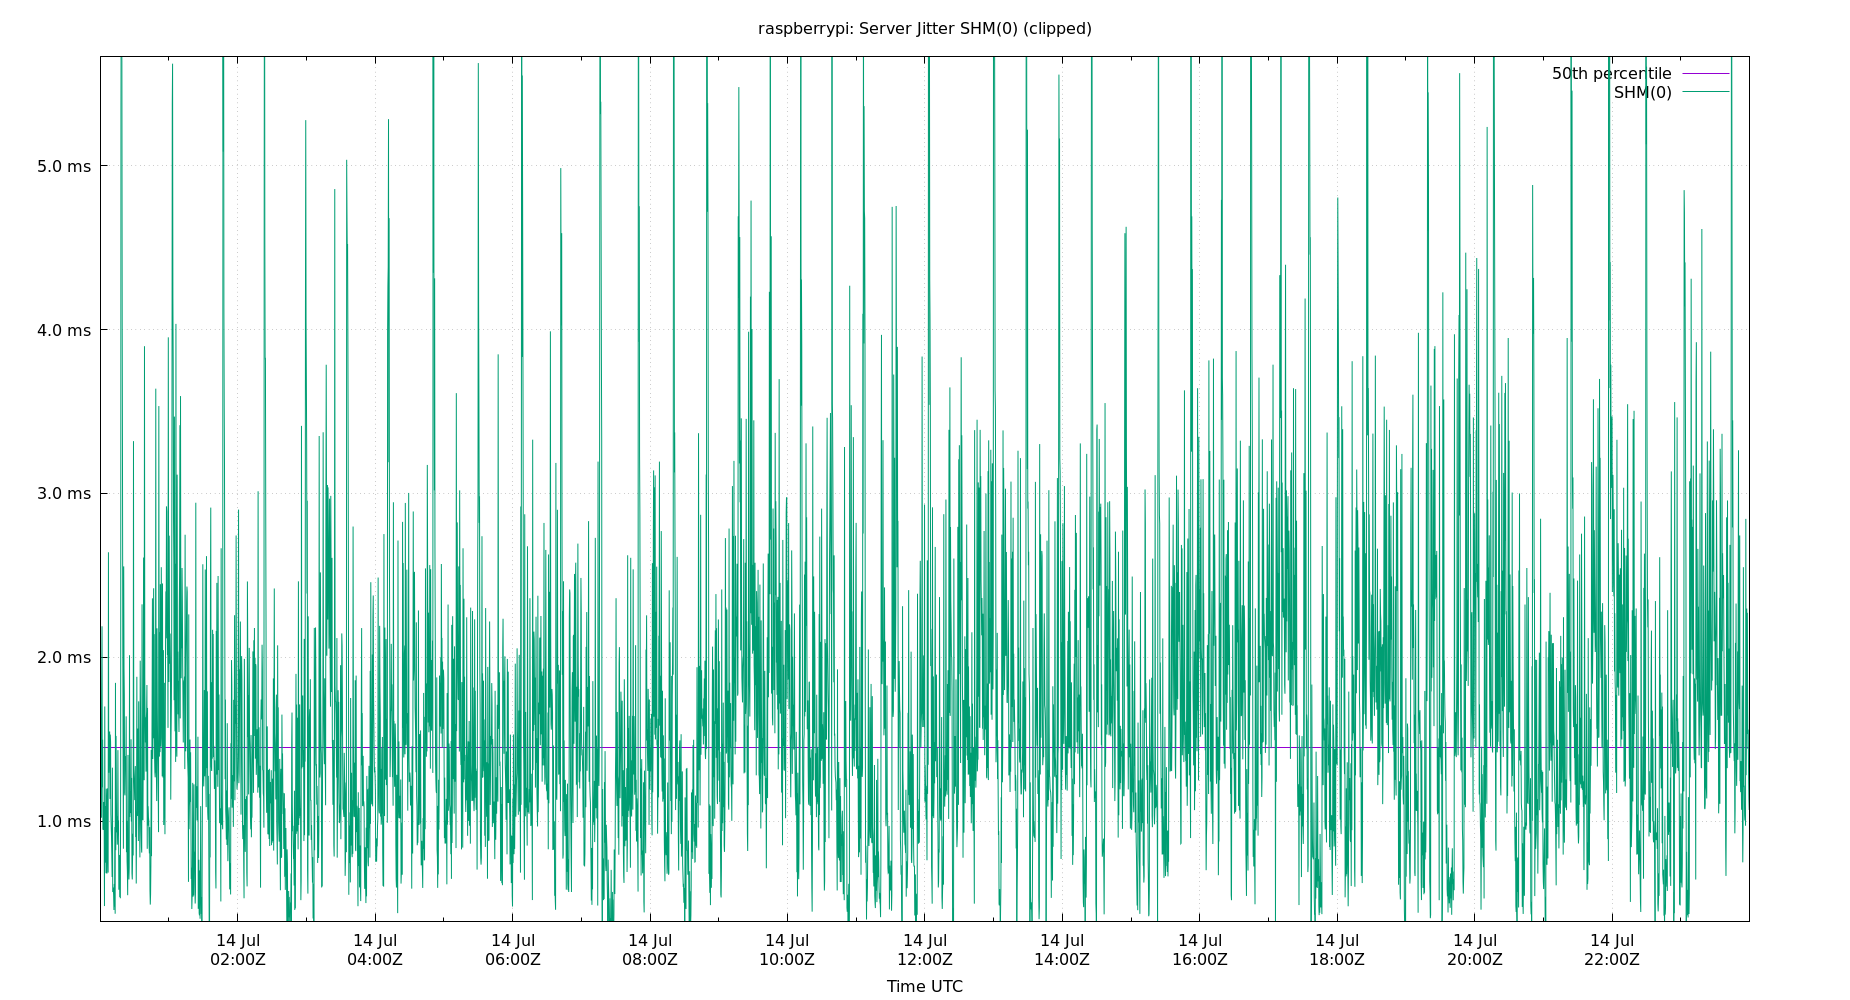 raspberrypi: Server Jitter SHM(0) (clipped)
50th percentile
SHM(0)
5.0 ms
4.0 ms
3.0 ms
2.0 ms
1.0 ms
14 Jul 14 Jul 14 Jul 14 Jul 14 Jul 14 Jul 14 Jul 14 Jul 14 Jul 14 Jul 14 Jul
02:00Z 04:00Z 06:00Z 08:00Z 10:00Z 12:00Z 14:00Z 16:00Z 18:00Z 20:00Z 22:00Z
Time UTC